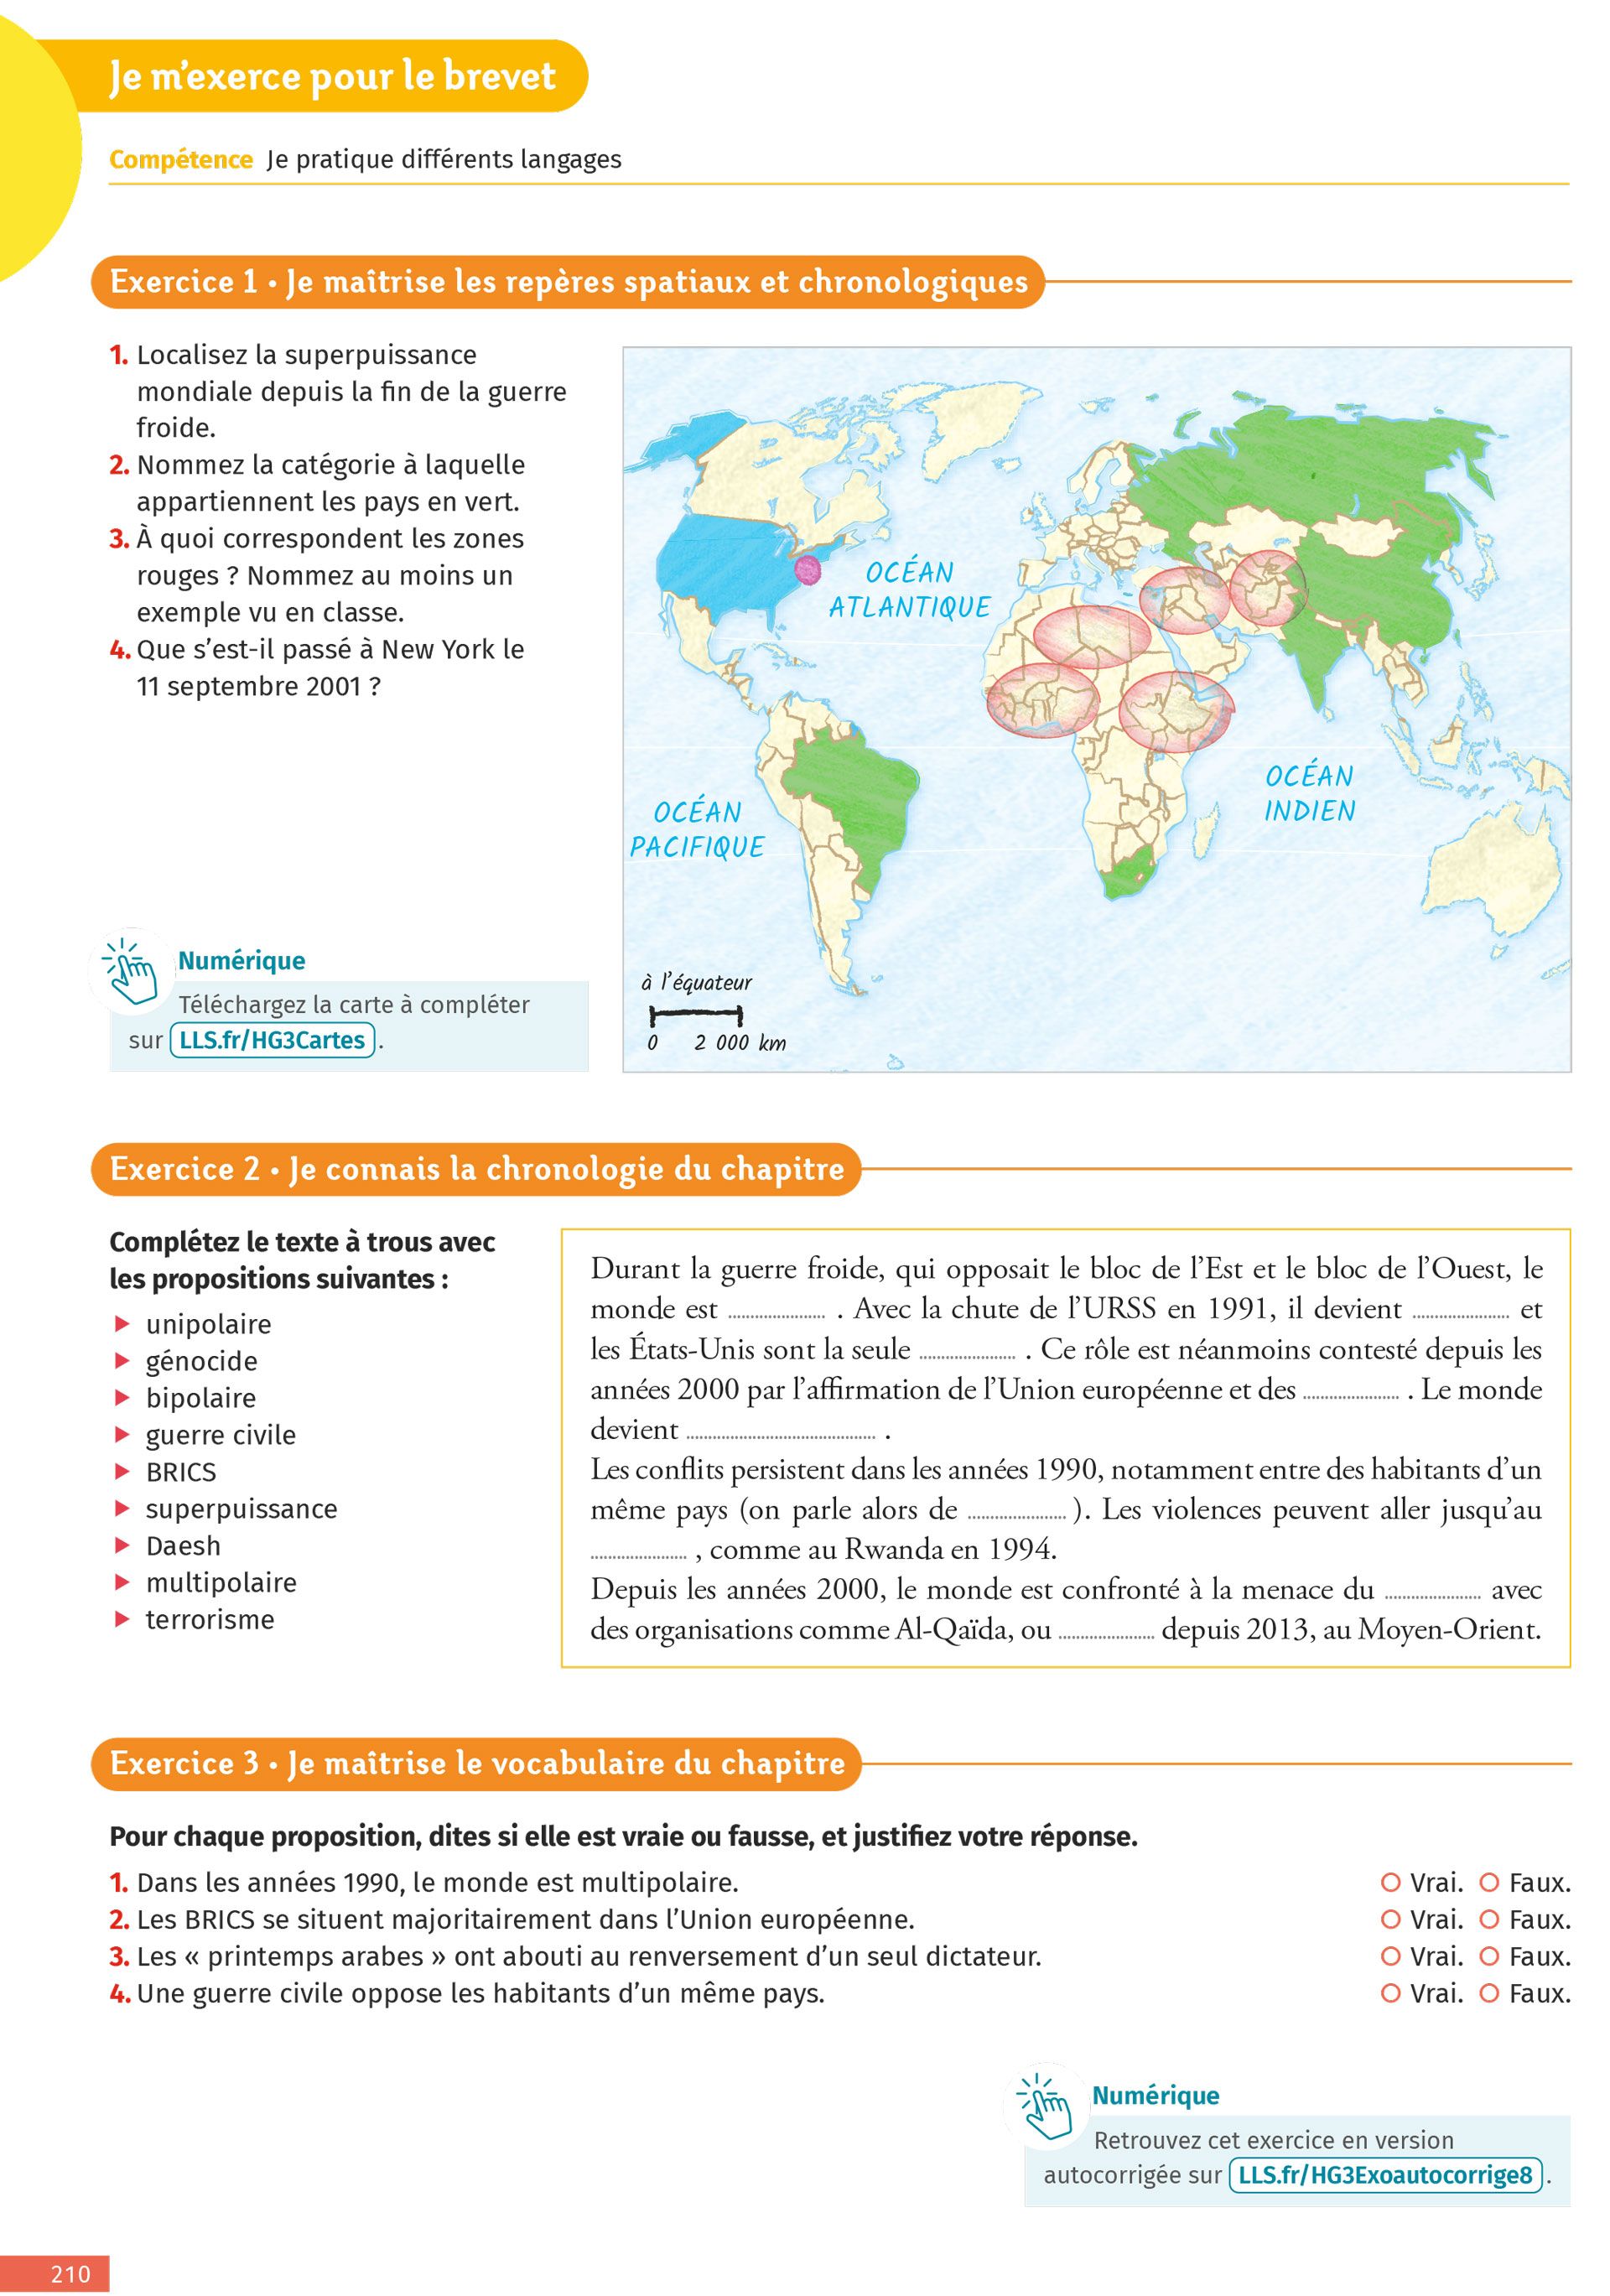 Je m'exerce pour le brevet
Compétence Je pratique différents langages
Exercice 1 • Je maîtrise les repères spatiaux et chronologiques
1. Localisez la superpuissance
mondiale depuis la fin de la guerre
froide.
2. Nommez la catégorie à laquelle
appartiennent les pays en vert.
3. À quoi correspondent les zones
rouges ? Nommez au moins un
exemple vu en classe.
4. Que s'est-il passé à New York le
11 septembre 2001 ?
Numérique
Téléchargez la carte à compléter
sur LLS.fr/HG3Cartes .
OCÉAN
ATLANTIQUE
OCÉAN
PACIFIQUE
OCÉAN
INDIEN
à l'équateur
0 2 000 km
Exercice 2 • Je connais la chronologie du chapitre
Complétez le texte à trous avec
les propositions suivantes :
▶ unipolaire
▶ génocide
▶ bipolaire
▶ guerre civile
▶ BRICS
▶ superpuissance
▶ Daesh
▶ multipolaire
▶ terrorisme
Durant la guerre froide, qui opposait le bloc de l'Est et le bloc de l'Ouest, le
monde est .................... . Avec la chute de l'URSS en 1991, il devient .................... et
les États-Unis sont la seule .................... . Ce rôle est néanmoins contesté depuis les
années 2000 par l'affirmation de l'Union européenne et des .................... . Le monde
devient ........................................ .
Les conflits persistent dans les années 1990, notamment entre des habitants d'un
même pays (on parle alors de .................... ). Les violences peuvent aller jusqu'au
.................... , comme au Rwanda en 1994.
Depuis les années 2000, le monde est confronté à la menace du .................... avec
des organisations comme Al-Qaïda, ou .................... depuis 2013, au Moyen-Orient.
Exercice 3 • Je maîtrise le vocabulaire du chapitre
Pour chaque proposition, dites si elle est vraie ou fausse, et justifiez votre réponse.
1. Dans les années 1990, le monde est multipolaire. Vrai. Faux.
2. Les BRICS se situent majoritairement dans l'Union européenne. Vrai. Faux.
3. Les « printemps arabes » ont abouti au renversement d'un seul dictateur. Vrai. Faux.
4. Une guerre civile oppose les habitants d'un même pays. Vrai. Faux.
Numérique
Retrouvez cet exercice en version
autocorrigée sur LLS.fr/HG3Exoautocorrige8 .
210